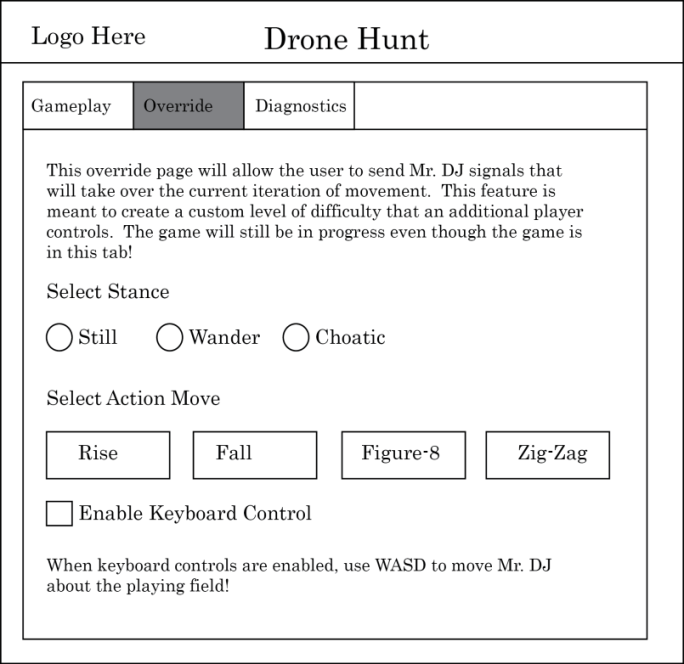 Logo Here
Drone Hunt
Gameplay
Override
Diagnostics
This override page will allow the user to send Mr. DJ signals that
will take over the current iteration of movement.  This feature is
meant to create a custom level of difficulty that an additional player
controls.  The game will still be in progress even though the game is
in this tab!
Select Stance
Still
Wander
Choatic
Select Action Move
Rise
Fall
Figure-8
Zig-Zag
Enable Keyboard Control
When keyboard controls are enabled, use WASD to move Mr. DJ
about the playing field!